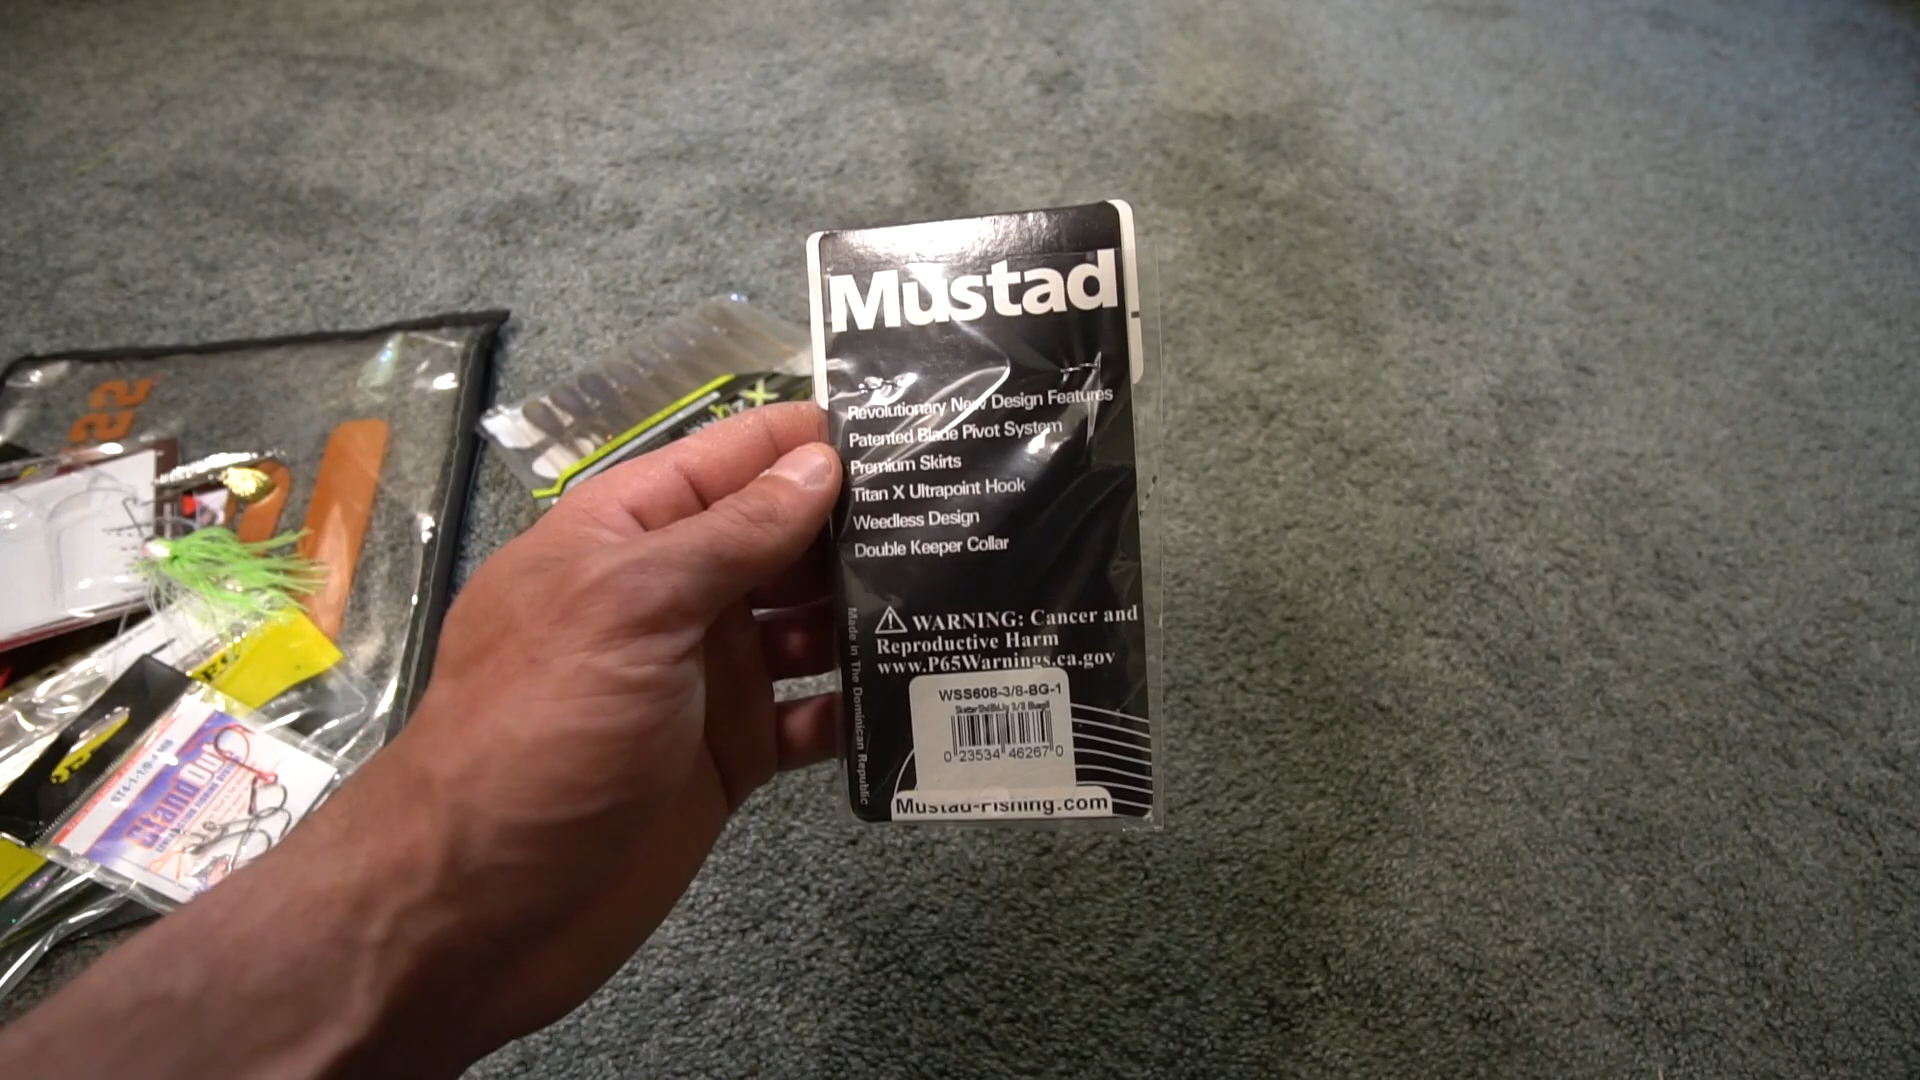 Mustad
Revolutionary New Design Features
Patented Blade Pivot System
Premium Skirts
Titan X Ultrapoint Hook
Weedless Design
Double Keeper Collar
WARNING: Cancer and
Reproductive Harm
www.P65Warnings.ca.gov
Made in The Dominican Republic
WSS608-3/8-BG-1
0 23534 46267 0
Mustad-Fishing.com
Stand Out